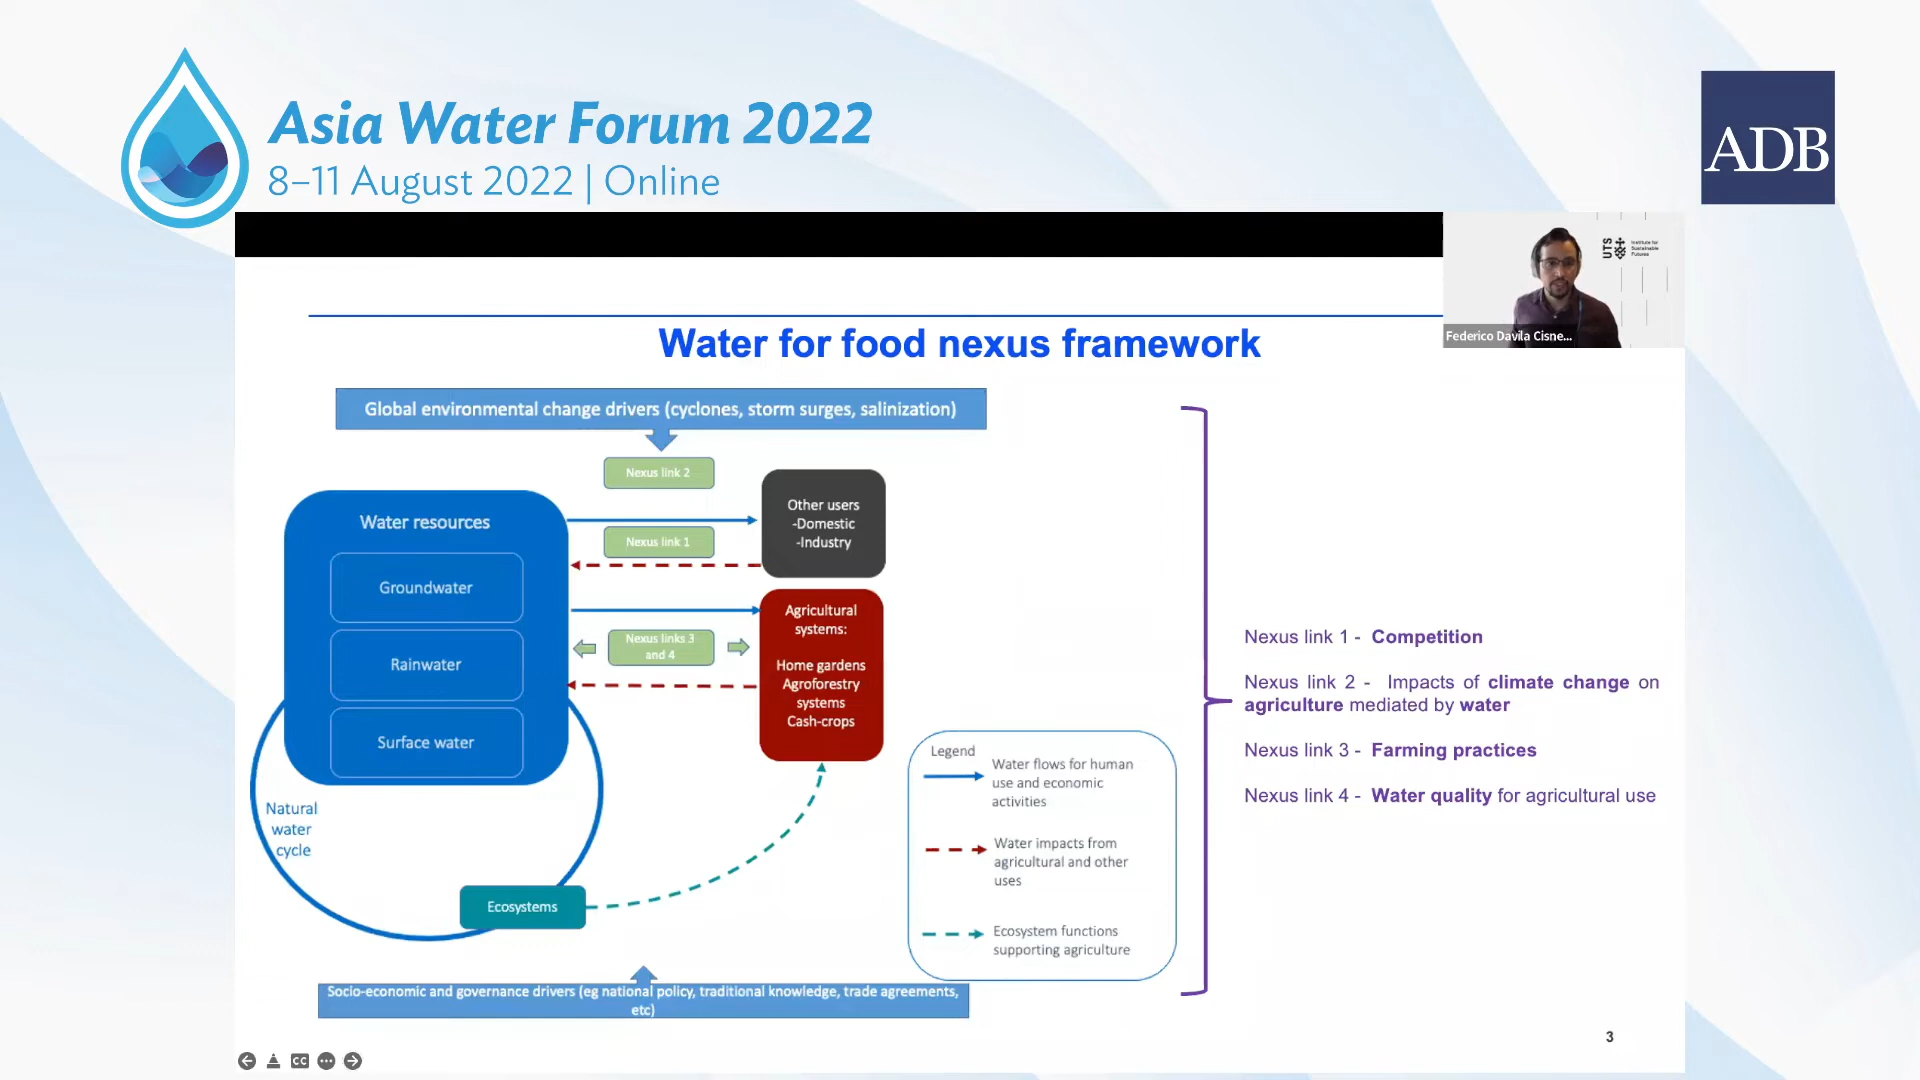 Asia Water Forum 2022
8–11 August 2022 | Online
ADB
UTS
Institute for
Sustainable
Futures
Federico Davila Cisne...
Water for food nexus framework
Global environmental change drivers (cyclones, storm surges, salinization)
Nexus link 2
Water resources
Other users
-Domestic
-Industry
Nexus link 1
Groundwater
Agricultural
systems:
Nexus links 3
and 4
Rainwater
Home gardens
Agroforestry
systems
Cash-crops
Surface water
Natural
water
cycle
Ecosystems
Legend
Water flows for human
use and economic
activities
Water impacts from
agricultural and other
uses
Ecosystem functions
supporting agriculture
Nexus link 1 - Competition
Nexus link 2 - Impacts of climate change on
agriculture mediated by water
Nexus link 3 - Farming practices
Nexus link 4 - Water quality for agricultural use
Socio-economic and governance drivers (eg national policy, traditional knowledge, trade agreements,
etc)
3
CC